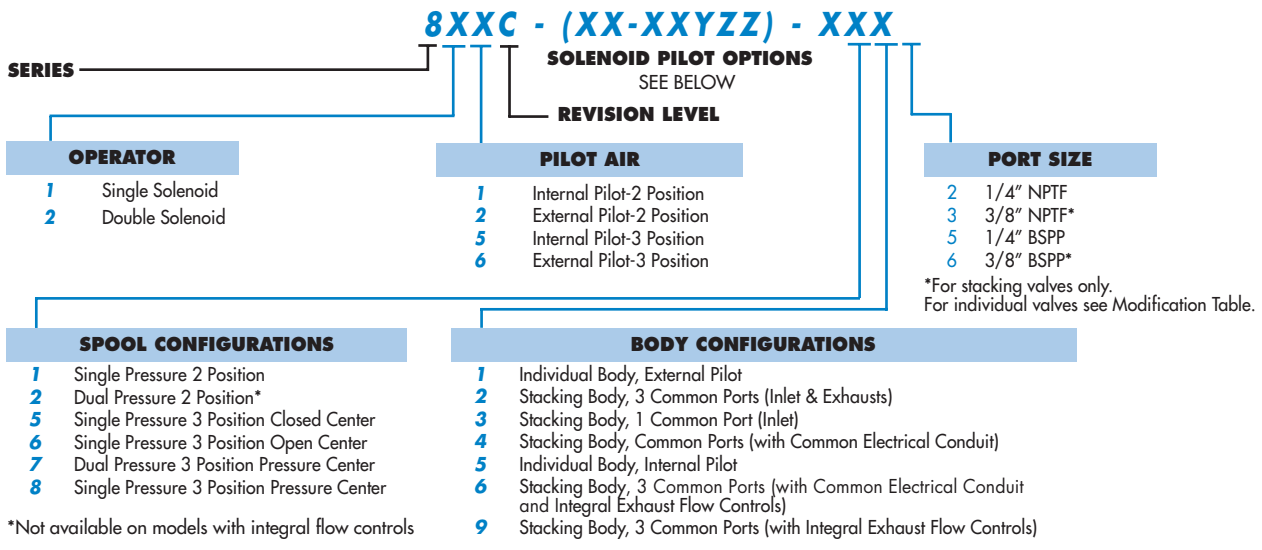 8XXC - (XX-XXYZZ) - XXX
SERIES
SOLENOID PILOT OPTIONS
SEE BELOW
REVISION LEVEL
OPERATOR
1 Single Solenoid
2 Double Solenoid
PILOT AIR
1 Internal Pilot-2 Position
2 External Pilot-2 Position
5 Internal Pilot-3 Position
6 External Pilot-3 Position
PORT SIZE
2 1/4" NPTF
3 3/8" NPTF*
5 1/4" BSPP
6 3/8" BSPP*
*For stacking valves only.
For individual valves see Modification Table.
SPOOL CONFIGURATIONS
1 Single Pressure 2 Position
2 Dual Pressure 2 Position*
5 Single Pressure 3 Position Closed Center
6 Single Pressure 3 Position Open Center
7 Dual Pressure 3 Position Pressure Center
8 Single Pressure 3 Position Pressure Center
*Not available on models with integral flow controls
BODY CONFIGURATIONS
1 Individual Body, External Pilot
2 Stacking Body, 3 Common Ports (Inlet & Exhausts)
3 Stacking Body, 1 Common Port (Inlet)
4 Stacking Body, Common Ports (with Common Electrical Conduit)
5 Individual Body, Internal Pilot
6 Stacking Body, 3 Common Ports (with Common Electrical Conduit
and Integral Exhaust Flow Controls)
9 Stacking Body, 3 Common Ports (with Integral Exhaust Flow Controls)